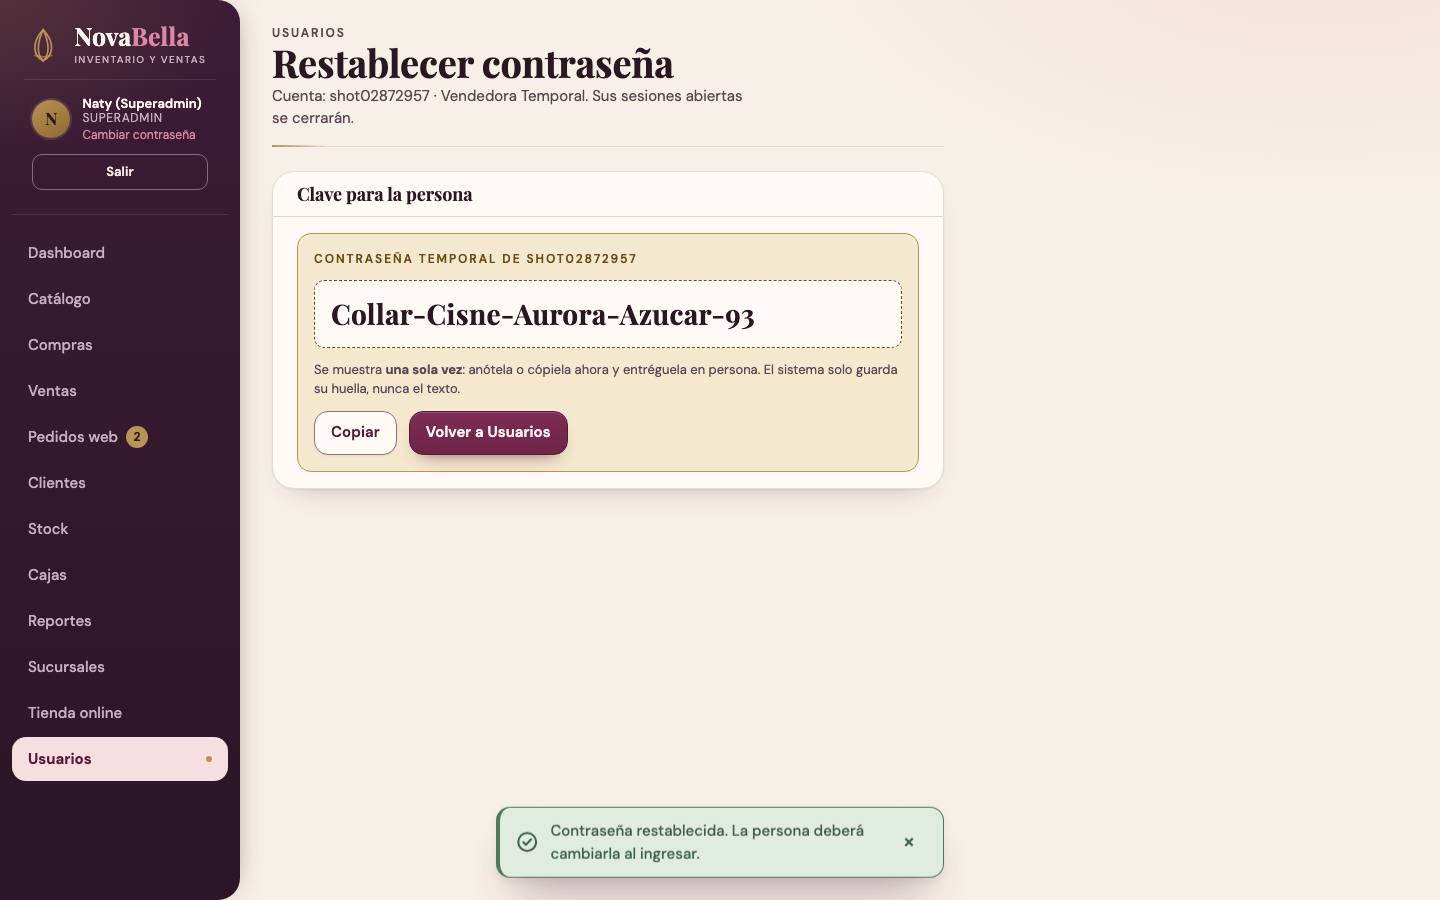 NovaBella
INVENTARIO Y VENTAS
N
Naty (Superadmin)
SUPERADMIN
Cambiar contraseña
Salir
Dashboard
Catálogo
Compras
Ventas
Pedidos web 2
Clientes
Stock
Cajas
Reportes
Sucursales
Tienda online
Usuarios
USUARIOS
Restablecer contraseña
Cuenta: shot02872957 · Vendedora Temporal. Sus sesiones abiertas
se cerrarán.
Clave para la persona
CONTRASEÑA TEMPORAL DE SHOT02872957
Collar-Cisne-Aurora-Azucar-93
Se muestra una sola vez: anótela o cópiela ahora y entréguela en persona. El sistema solo guarda
su huella, nunca el texto.
Copiar
Volver a Usuarios
Contraseña restablecida. La persona deberá
cambiarla al ingresar.
×